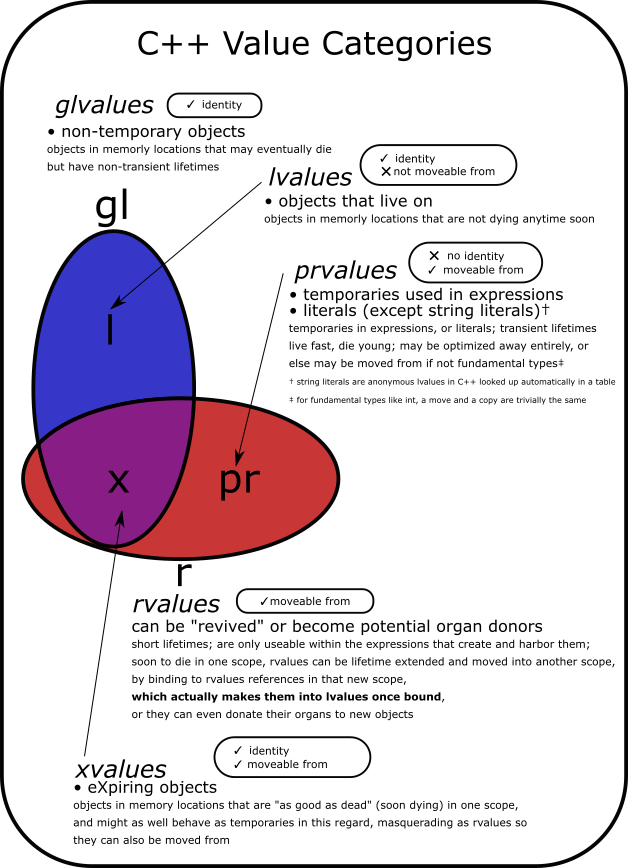 C++ Value Categories
glvalues
✓ identity
• non-temporary objects
objects in memorly locations that may eventually die
but have non-transient lifetimes
lvalues
✓ identity
✕ not moveable from
• objects that live on
objects in memorly locations that are not dying anytime soon
gl
prvalues
✕ no identity
✓ moveable from
• temporaries used in expressions
• literals (except string literals)†
temporaries in expressions, or literals; transient lifetimes
live fast, die young; may be optimized away entirely, or
else may be moved from if not fundamental types‡
† string literals are anonymous lvalues in C++ looked up automatically in a table
‡ for fundamental types like int, a move and a copy are trivially the same
l
x
pr
r
rvalues
✓ moveable from
can be "revived" or become potential organ donors
short lifetimes; are only useable within the expressions that create and harbor them;
soon to die in one scope, rvalues can be lifetime extended and moved into another scope,
by binding to rvalues references in that new scope,
which actually makes them into lvalues once bound,
or they can even donate their organs to new objects
xvalues
✓ identity
✓ moveable from
• eXpiring objects
objects in memory locations that are "as good as dead" (soon dying) in one scope,
and might as well behave as temporaries in this regard, masquerading as rvalues so
they can also be moved from